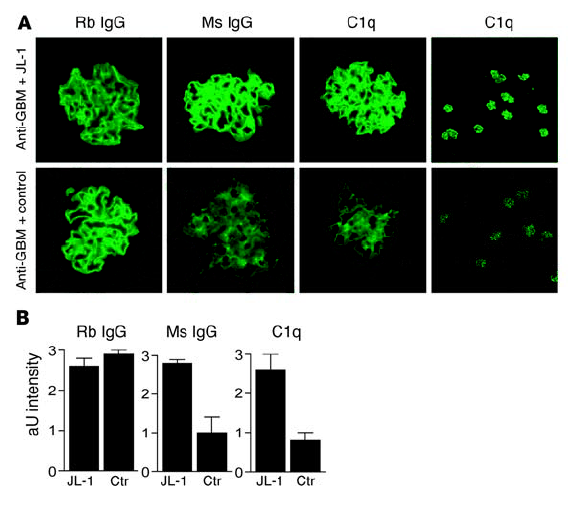 A
Rb IgG Ms IgG C1q C1q
Anti-GBM + JL-1
Anti-GBM + control
B
Rb IgG Ms IgG C1q
aU intensity
3 3 3
2 2 2
1 1 1
0 0 0
JL-1 Ctr JL-1 Ctr JL-1 Ctr